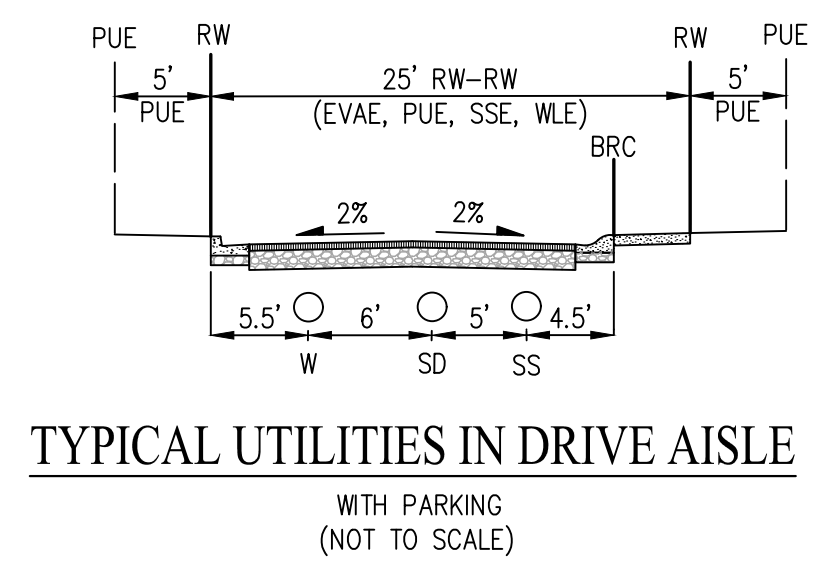 PUE RW RW PUE
5' 25' RW-RW 5'
PUE (EVAE, PUE, SSE, WLE) PUE
BRC
2% 2%
5.5' 6' 5' 4.5'
W SD SS
TYPICAL UTILITIES IN DRIVE AISLE
WITH PARKING
(NOT TO SCALE)